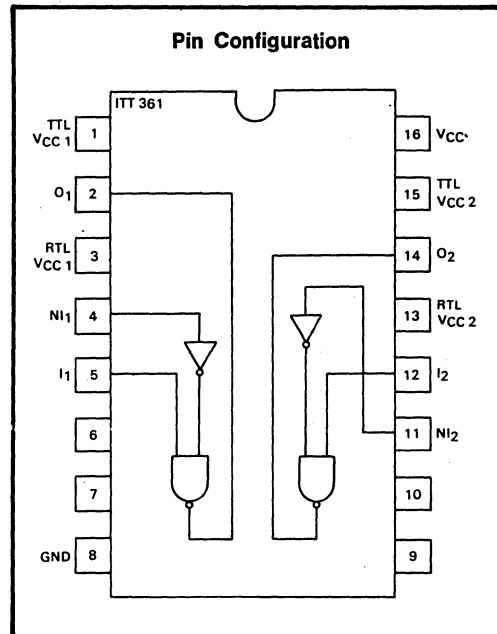 Pin Configuration
ITT 361
TTL
VCC 1
1
O1
2
RTL
VCC 1
3
NI1
4
I1
5
6
7
GND
8
16
VCC
15
TTL
VCC 2
14
O2
13
RTL
VCC 2
12
I2
11
NI2
10
9